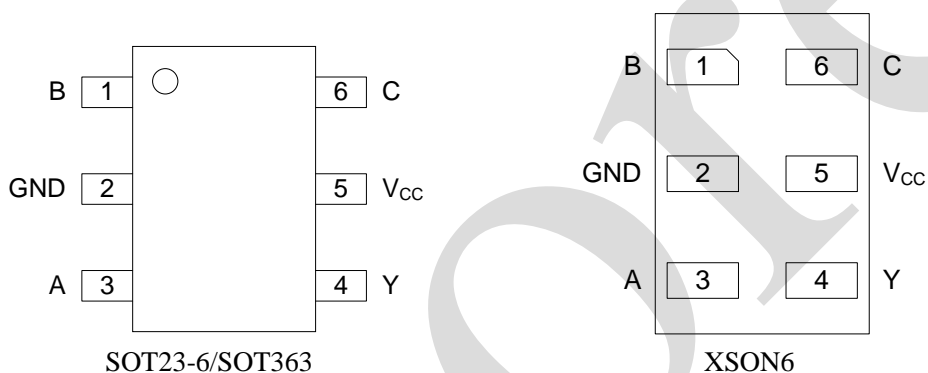 B 1 6 C
GND 2 5 VCC
A 3 4 Y
SOT23-6/SOT363
B 1 6 C
GND 2 5 VCC
A 3 4 Y
XSON6